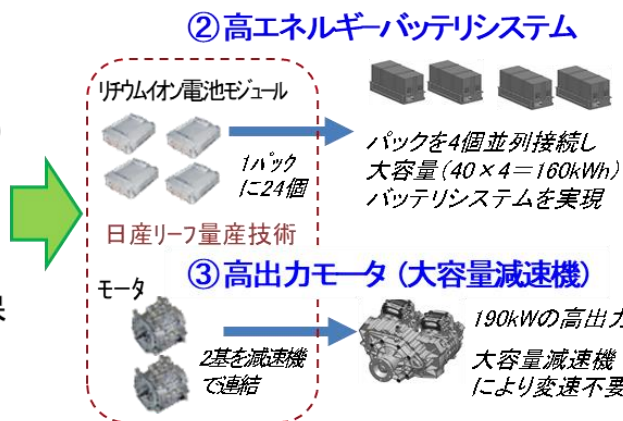 ②高エネルギーバッテリシステム
リチウムイオン電池モジュール
1パック
に24個
パックを4個並列接続し
大容量(40×4=160kWh)
バッテリシステムを実現
日産リーフ量産技術
③高出力モータ(大容量減速機)
モータ
2基を減速機
で連結
190kWの高出力
大容量減速機
により変速不要